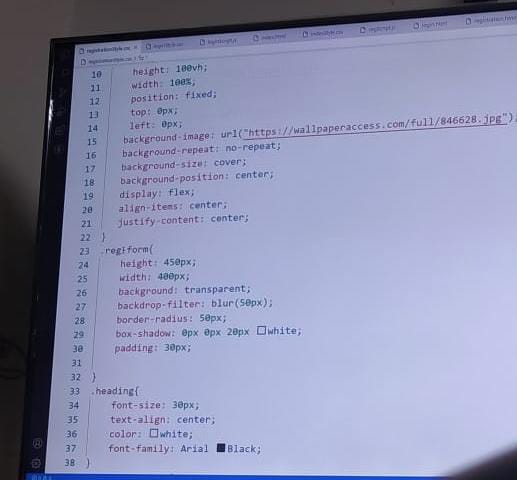 registrationStyle.css × loginStyle.css loginScript.js index.html indexStyle.css regScript.js login.html registration.html
registrationStyle.css >
10 height: 100vh;
11 width: 100%;
12 position: fixed;
13 top: 0px;
14 left: 0px;
15 background-image: url("https://wallpaperaccess.com/full/846628.jpg");
16 background-repeat: no-repeat;
17 background-size: cover;
18 background-position: center;
19 display: flex;
20 align-items: center;
21 justify-content: center;
22 }
23 .regform{
24 height: 450px;
25 width: 400px;
26 background: transparent;
27 backdrop-filter: blur(50px);
28 border-radius: 50px;
29 box-shadow: 0px 0px 20px white;
30 padding: 30px;
31
32 }
33 .heading{
34 font-size: 30px;
35 text-align: center;
36 color: white;
37 font-family: Arial Black;
38 }